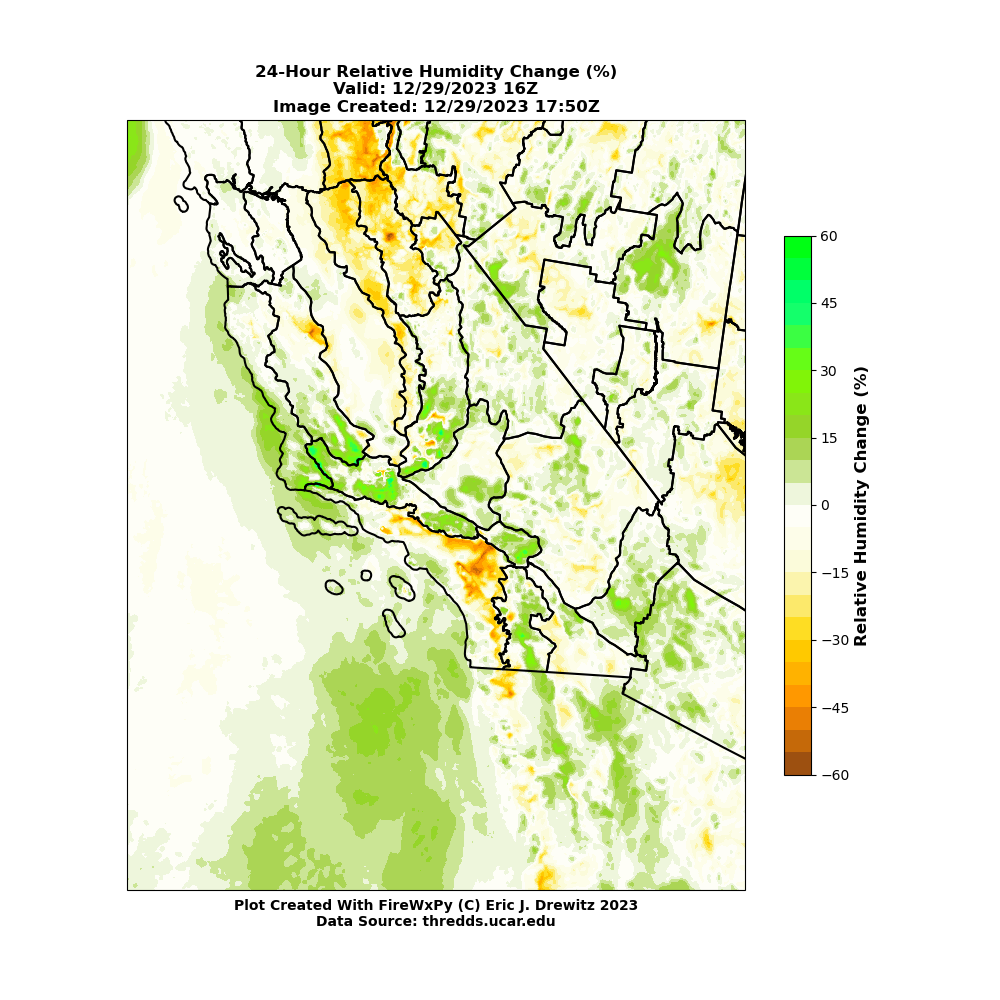 24-Hour Relative Humidity Change (%)
Valid: 12/29/2023 16Z
Image Created: 12/29/2023 17:50Z
60
45
30
15
0
−15
−30
−45
−60
Relative Humidity Change (%)
Plot Created With FireWxPy (C) Eric J. Drewitz 2023
Data Source: thredds.ucar.edu